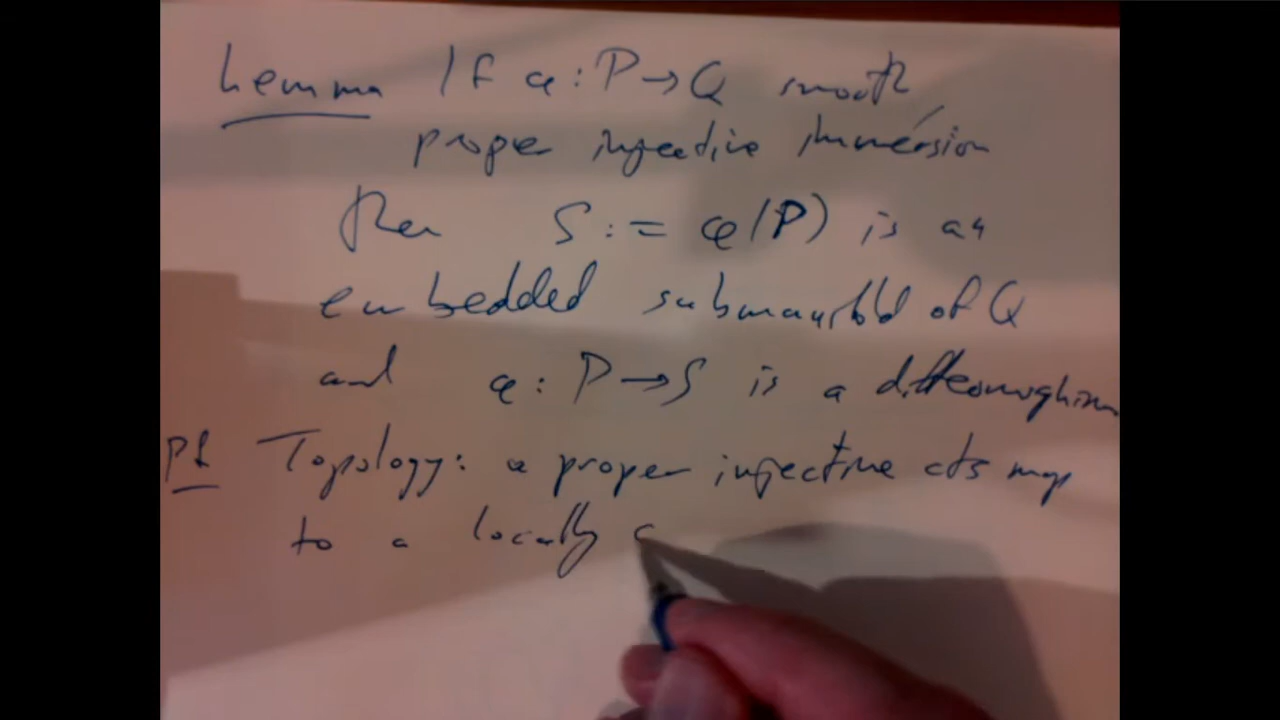 Lemma If φ: P → Q smooth
proper injective immersion
then S := φ(P) is an
embedded submanifold of Q
and φ: P → S is a diffeomorphism
Pf Topology: a proper injective cts map
to a locally c